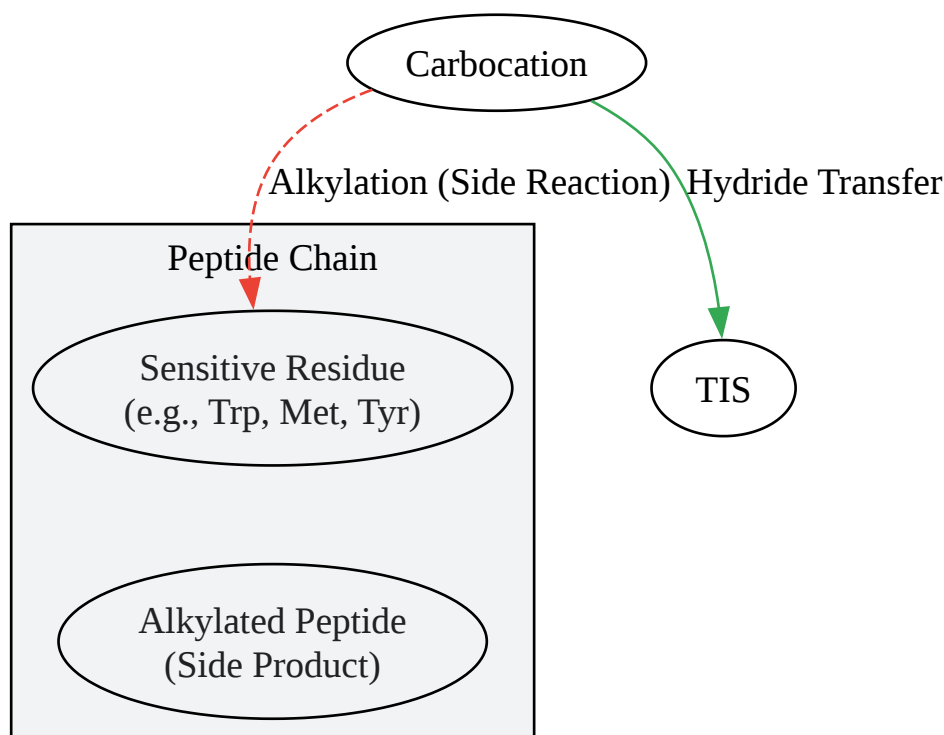 Carbocation
Alkylation (Side Reaction)
Hydride Transfer
Peptide Chain
Sensitive Residue
(e.g., Trp, Met, Tyr)
TIS
Alkylated Peptide
(Side Product)